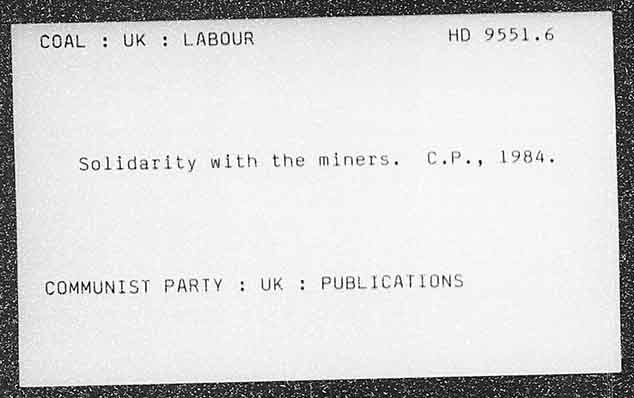 COAL : UK : LABOUR HD 9551.6
Solidarity with the miners. C.P., 1984.
COMMUNIST PARTY : UK : PUBLICATIONS